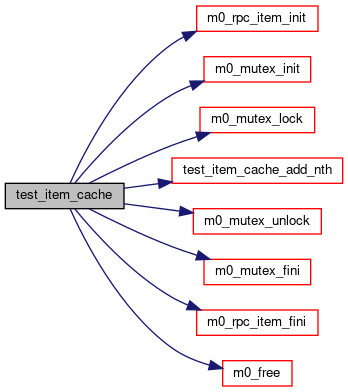 m0_rpc_item_init
m0_mutex_init
m0_mutex_lock
test_item_cache_add_nth
test_item_cache
m0_mutex_unlock
m0_mutex_fini
m0_rpc_item_fini
m0_free